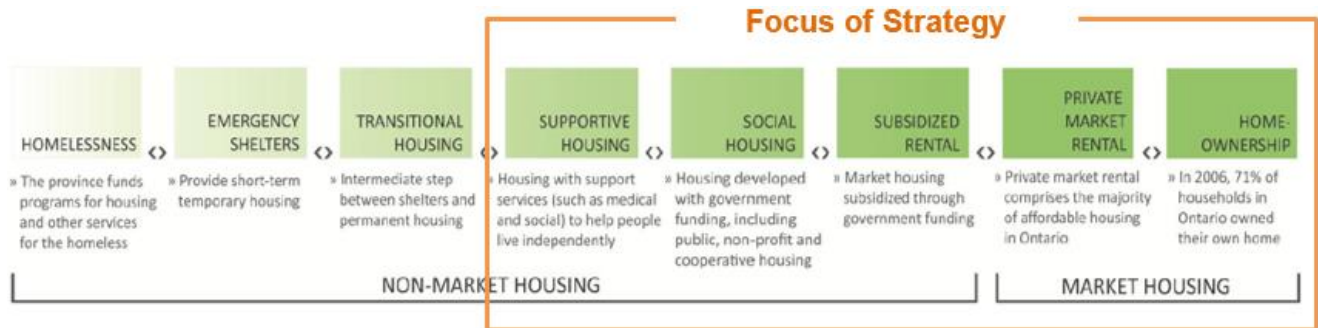 Focus of Strategy
HOMELESSNESS
» The province funds
programs for housing
and other services
for the homeless
<>
EMERGENCY
SHELTERS
» Provide short-term
temporary housing
<>
TRANSITIONAL
HOUSING
» Intermediate step
between shelters and
permanent housing
<>
SUPPORTIVE
HOUSING
» Housing with support
services (such as medical
and social) to help people
live independently
<>
SOCIAL
HOUSING
» Housing developed
with government
funding, including
public, non-profit and
cooperative housing
<>
SUBSIDIZED
RENTAL
» Market housing
subsidized through
government funding
<>
PRIVATE
MARKET
RENTAL
» Private market rental
comprises the majority
of affordable housing
in Ontario
<>
HOME-
OWNERSHIP
» In 2006, 71% of
households in
Ontario owned
their own home
NON-MARKET HOUSING
MARKET HOUSING